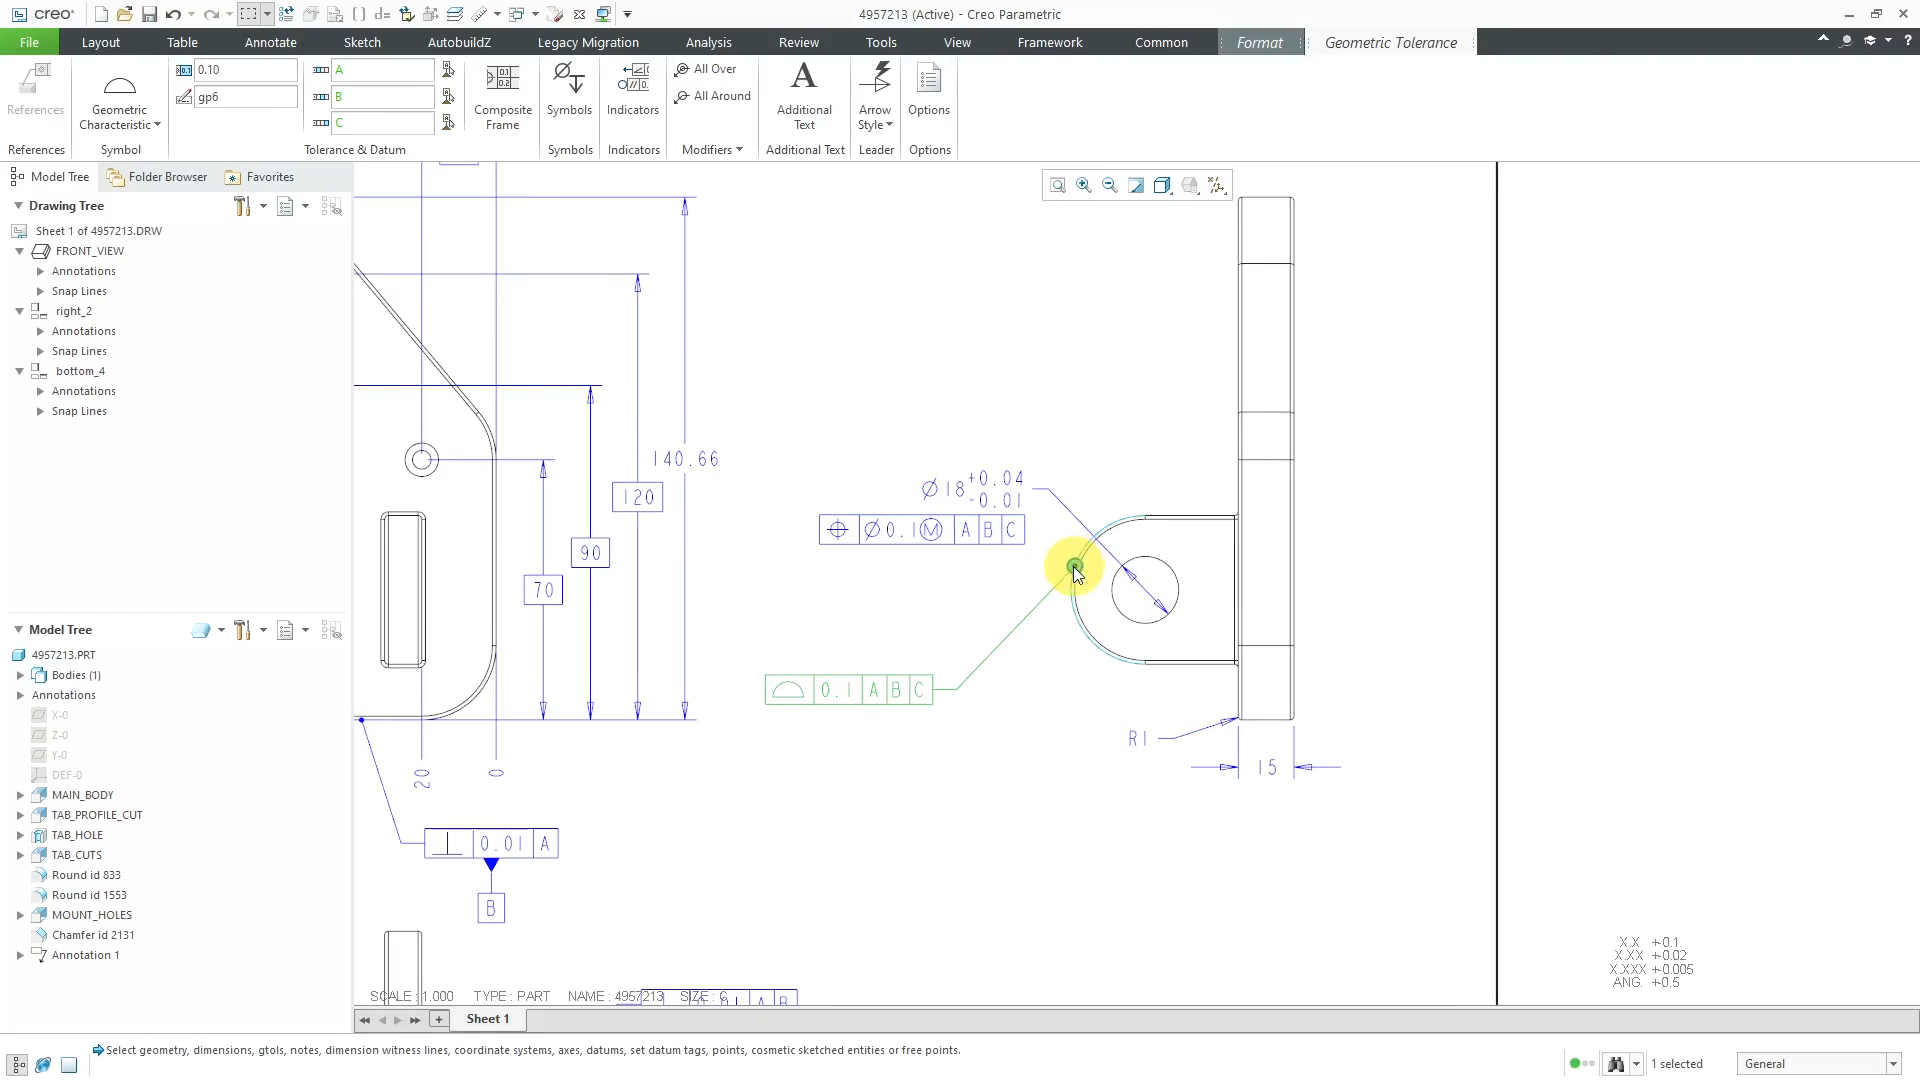 creo
4957213 (Active) - Creo Parametric
File
Layout
Table
Annotate
Sketch
AutobuildZ
Legacy Migration
Analysis
Review
Tools
View
Framework
Common
Format
Geometric Tolerance
References
Geometric
Characteristic
0.10
gp6
A
B
C
Composite
Frame
Symbols
Indicators
All Over
All Around
Additional
Text
Arrow
Style
Options
References
Symbol
Tolerance & Datum
Symbols
Indicators
Modifiers
Additional Text
Leader
Options
Model Tree
Folder Browser
Favorites
Drawing Tree
Sheet 1 of 4957213.DRW
FRONT_VIEW
Annotations
Snap Lines
right_2
Annotations
Snap Lines
bottom_4
Annotations
Snap Lines
Model Tree
4957213.PRT
Bodies (1)
Annotations
X-0
Z-0
Y-0
DEF-0
MAIN_BODY
TAB_PROFILE_CUT
TAB_HOLE
TAB_CUTS
Round id 833
Round id 1553
MOUNT_HOLES
Chamfer id 2131
Annotation 1
140.66
120
90
70
20
0
Ø18 +0.04
-0.01
⌖ Ø0.1Ⓜ A B C
⌓ 0.1 A B C
R1
15
⊥ 0.01 A
B
X.X +-0.1
X.XX +-0.02
X.XXX +-0.005
ANG. +-0.5
SCALE : 1.000 TYPE : PART NAME : 4957213 SIZE : C
0.01 A B
Sheet 1
Select geometry, dimensions, gtols, notes, dimension witness lines, coordinate systems, axes, datums, set datum tags, points, cosmetic sketched entities or free points.
1 selected
General